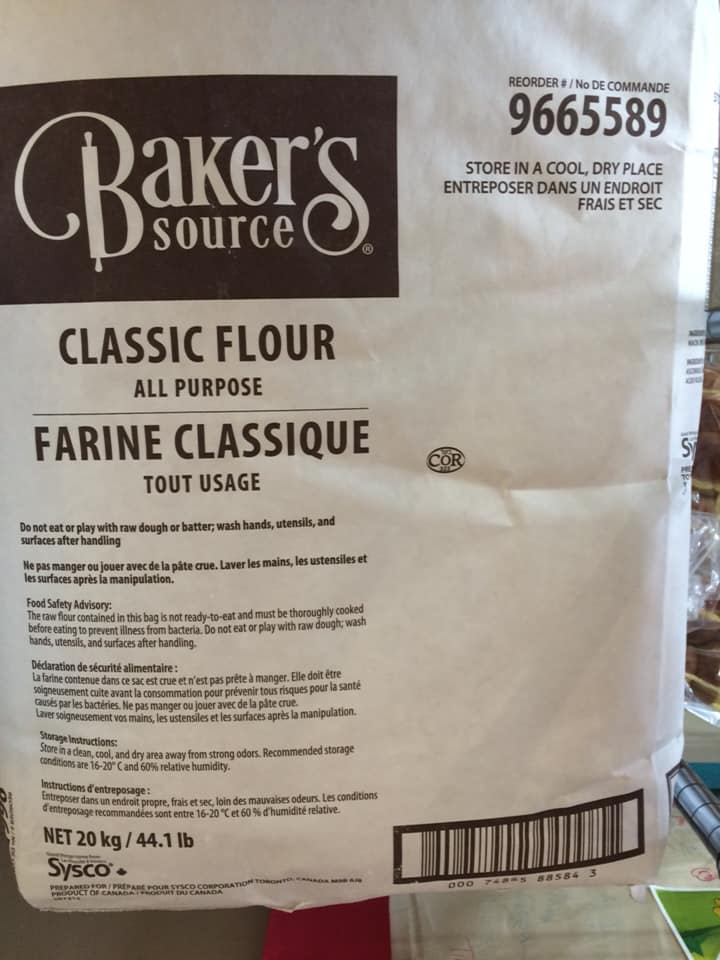 REORDER # / No DE COMMANDE
9665589
STORE IN A COOL, DRY PLACE
ENTREPOSER DANS UN ENDROIT
FRAIS ET SEC
BAKER'S
source
®
CLASSIC FLOUR
ALL PURPOSE
FARINE CLASSIQUE
TOUT USAGE
COR
Do not eat or play with raw dough or batter; wash hands, utensils, and
surfaces after handling
Ne pas manger ou jouer avec de la pâte crue. Laver les mains, les ustensiles et
les surfaces après la manipulation.
Food Safety Advisory:
The raw flour contained in this bag is not ready-to-eat and must be thoroughly cooked
before eating to prevent illness from bacteria. Do not eat or play with raw dough; wash
hands, utensils, and surfaces after handling.
Déclaration de sécurité alimentaire :
La farine contenue dans ce sac est crue et n'est pas prête à manger. Elle doit être
soigneusement cuite avant la consommation pour prévenir tous risques pour la santé
causés par les bactéries. Ne pas manger ou jouer avec de la pâte crue.
Laver soigneusement vos mains, les ustensiles et les surfaces après la manipulation.
Storage Instructions:
Store in a clean, cool, and dry area away from strong odors. Recommended storage
conditions are 16-20° C and 60% relative humidity.
Instructions d'entreposage :
Entreposer dans un endroit propre, frais et sec, loin des mauvaises odeurs. Les conditions
d'entreposage recommandées sont entre 16-20 °C et 60 % d'humidité relative.
NET 20 kg / 44.1 lb
Sysco
PREPARED FOR / PRÉPARÉ POUR SYSCO CORPORATION TORONTO, CANADA M9B 6J8
PRODUCT OF CANADA / PRODUIT DU CANADA
000 74865 88584 3